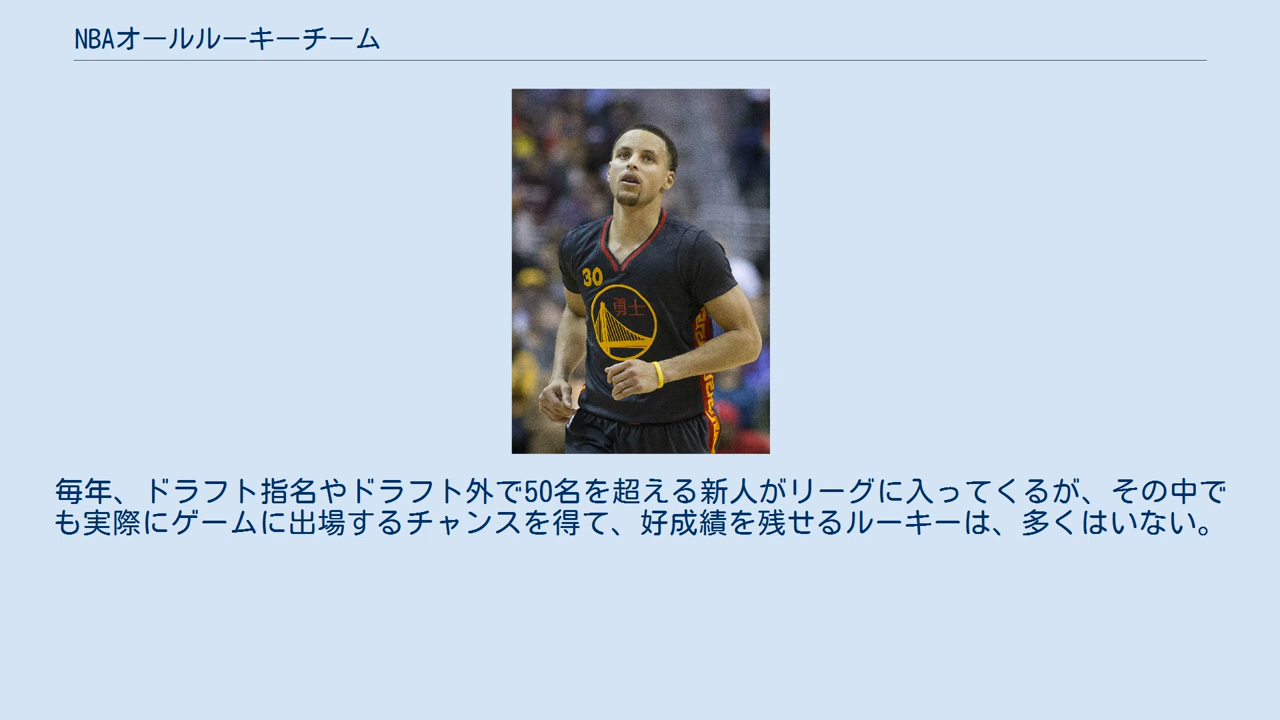 NBAオールルーキーチーム
30
勇士
毎年、ドラフト指名やドラフト外で50名を超える新人がリーグに入ってくるが、その中で
も実際にゲームに出場するチャンスを得て、好成績を残せるルーキーは、多くはいない。